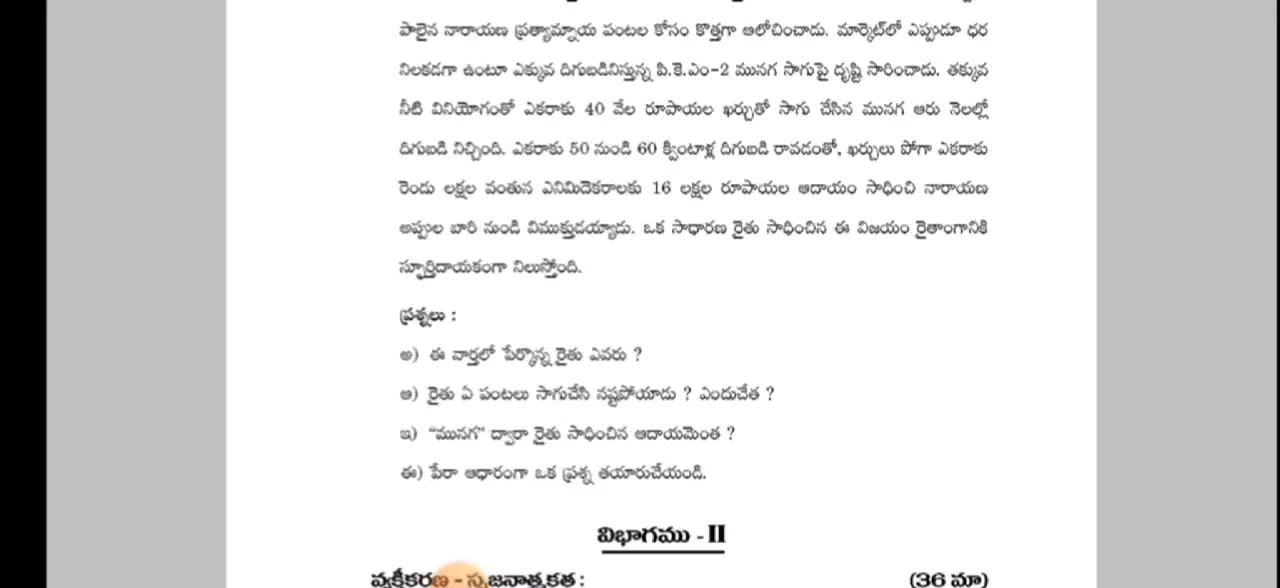 పాలైన నారాయణ ప్రత్యామ్నాయ పంటల కోసం కొత్తగా ఆలోచించాడు. మార్కెట్‌లో ఎప్పుడూ ధర
నిలకడగా ఉంటూ ఎక్కువ దిగుబడినిస్తున్న పి.కె.ఎం-2 మునగ సాగుపై దృష్టి సారించాడు. తక్కువ
నీటి వినియోగంతో ఎకరాకు 40 వేల రూపాయల ఖర్చుతో సాగు చేసిన మునగ ఆరు నెలల్లో
దిగుబడి నిచ్చింది. ఎకరాకు 50 నుండి 60 క్వింటాళ్ల దిగుబడి రావడంతో, ఖర్చులు పోగా ఎకరాకు
రెండు లక్షల వంతున ఎనిమిదెకరాలకు 16 లక్షల రూపాయల ఆదాయం సాధించి నారాయణ
అప్పుల బారి నుండి విముక్తుడయ్యాడు. ఒక సాధారణ రైతు సాధించిన ఈ విజయం రైతాంగానికి
స్ఫూర్తిదాయకంగా నిలుస్తోంది.
ప్రశ్నలు :
అ) ఈ వార్తలో పేర్కొన్న రైతు ఎవరు ?
ఆ) రైతు ఏ పంటలు సాగుచేసి నష్టపోయాడు ? ఎందుచేత ?
ఇ) "మునగ" ద్వారా రైతు సాధించిన ఆదాయమెంత ?
ఈ) పేరా ఆధారంగా ఒక ప్రశ్న తయారుచేయండి.
విభాగము - II
వ్యక్తీకరణ - సృజనాత్మకత : (36 మా)